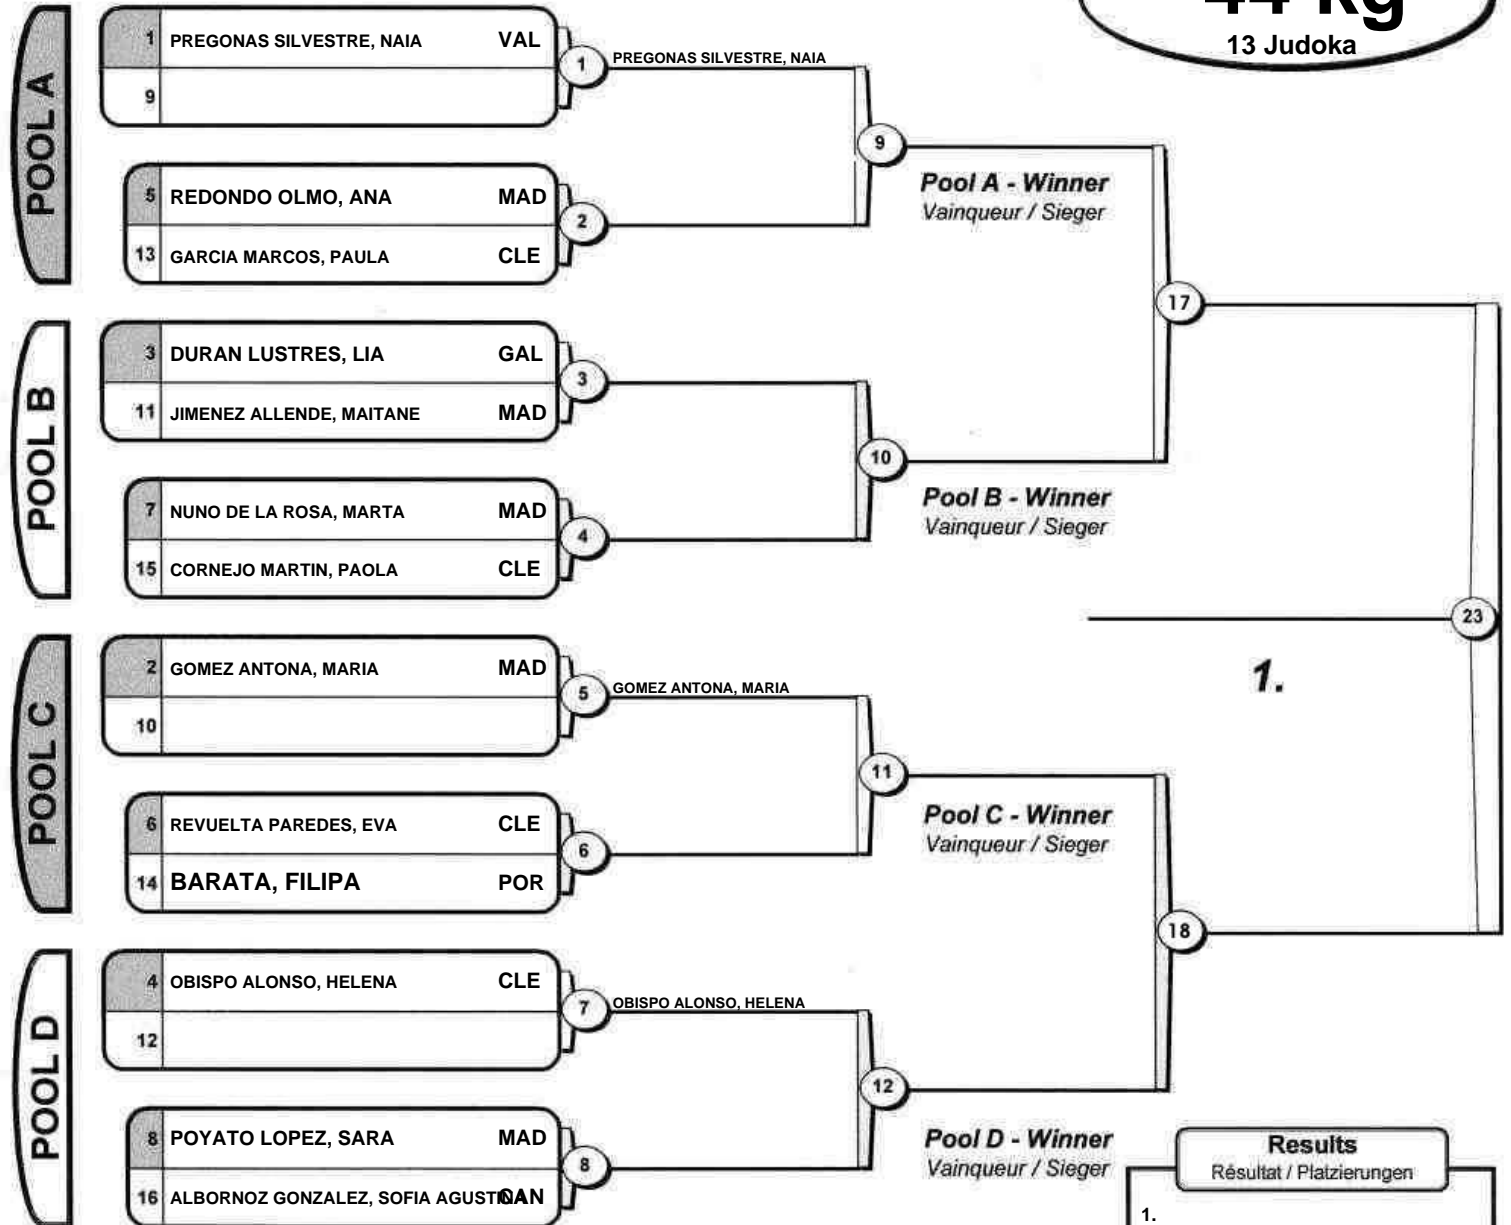 44 kg
13 Judoka
POOL A
1 PREGONAS SILVESTRE, NAIA VAL
9
1 PREGONAS SILVESTRE, NAIA
5 REDONDO OLMO, ANA MAD
13 GARCIA MARCOS, PAULA CLE
2
9
Pool A - Winner
Vainqueur / Sieger
POOL B
3 DURAN LUSTRES, LIA GAL
11 JIMENEZ ALLENDE, MAITANE MAD
3
7 NUNO DE LA ROSA, MARTA MAD
15 CORNEJO MARTIN, PAOLA CLE
4
10
Pool B - Winner
Vainqueur / Sieger
17
POOL C
2 GOMEZ ANTONA, MARIA MAD
10
5 GOMEZ ANTONA, MARIA
6 REVUELTA PAREDES, EVA CLE
14 BARATA, FILIPA POR
6
11
Pool C - Winner
Vainqueur / Sieger
POOL D
4 OBISPO ALONSO, HELENA CLE
12
7 OBISPO ALONSO, HELENA
8 POYATO LOPEZ, SARA MAD
16 ALBORNOZ GONZALEZ, SOFIA AGUSTINA CAN
8
12
Pool D - Winner
Vainqueur / Sieger
18
23
1.
Results
Résultat / Platzierungen
1.